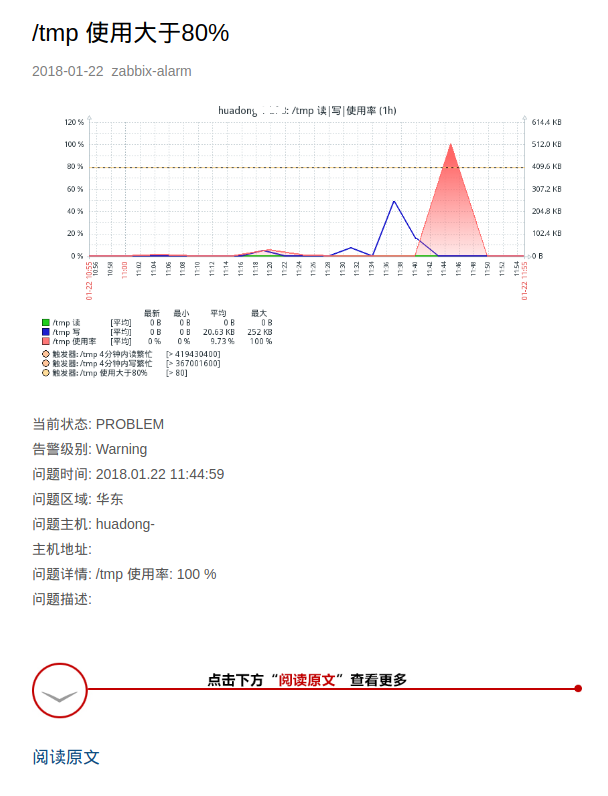 /tmp 使用大于80%
2018-01-22 zabbix-alarm
huadong : /tmp 读|写|使用率 (1h)
120 % 614.4 KB
100 % 512.0 KB
80 % 409.6 KB
60 % 307.2 KB
40 % 204.8 KB
20 % 102.4 KB
0 % 0 B
01-22 10:55 10:56 11:00 11:02 11:04 11:06 11:08 11:10 11:12 11:14 11:16 11:18 11:20 11:22 11:24 11:26 11:28 11:30 11:32 11:34 11:36 11:38 11:40 11:42 11:44 11:46 11:48 11:50 11:52 11:54 01-22 11:55
最新 最小 平均 最大
/tmp 读 [平均] 0 B 0 B 0 B 0 B
/tmp 写 [平均] 0 B 0 B 20.63 KB 252 KB
/tmp 使用率 [平均] 0 % 0 % 9.73 % 100 %
触发器: /tmp 4分钟内读繁忙 [> 419430400]
触发器: /tmp 4分钟内写繁忙 [> 367001600]
触发器: /tmp 使用大于80% [> 80]
当前状态: PROBLEM
告警级别: Warning
问题时间: 2018.01.22 11:44:59
问题区域: 华东
问题主机: huadong-
主机地址:
问题详情: /tmp 使用率: 100 %
问题描述:
点击下方“阅读原文”查看更多
阅读原文